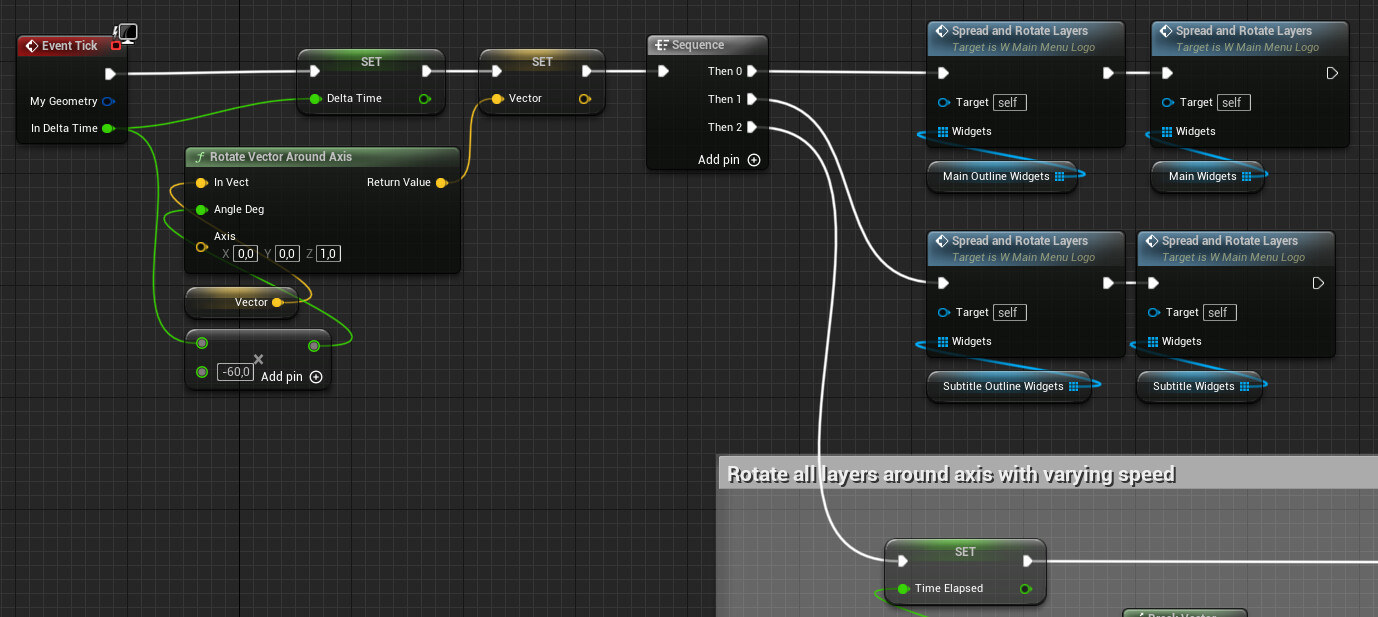 Event Tick
My Geometry
In Delta Time
SET
Delta Time
SET
Vector
Rotate Vector Around Axis
In Vect
Return Value
Angle Deg
Axis
X 0,0 Y 0,0 Z 1,0
Vector
-60,0
Add pin
Sequence
Then 0
Then 1
Then 2
Add pin
Spread and Rotate Layers
Target is W Main Menu Logo
Target self
Widgets
Main Outline Widgets
Spread and Rotate Layers
Target is W Main Menu Logo
Target self
Widgets
Main Widgets
Spread and Rotate Layers
Target is W Main Menu Logo
Target self
Widgets
Subtitle Outline Widgets
Spread and Rotate Layers
Target is W Main Menu Logo
Target self
Widgets
Subtitle Widgets
Rotate all layers around axis with varying speed
SET
Time Elapsed